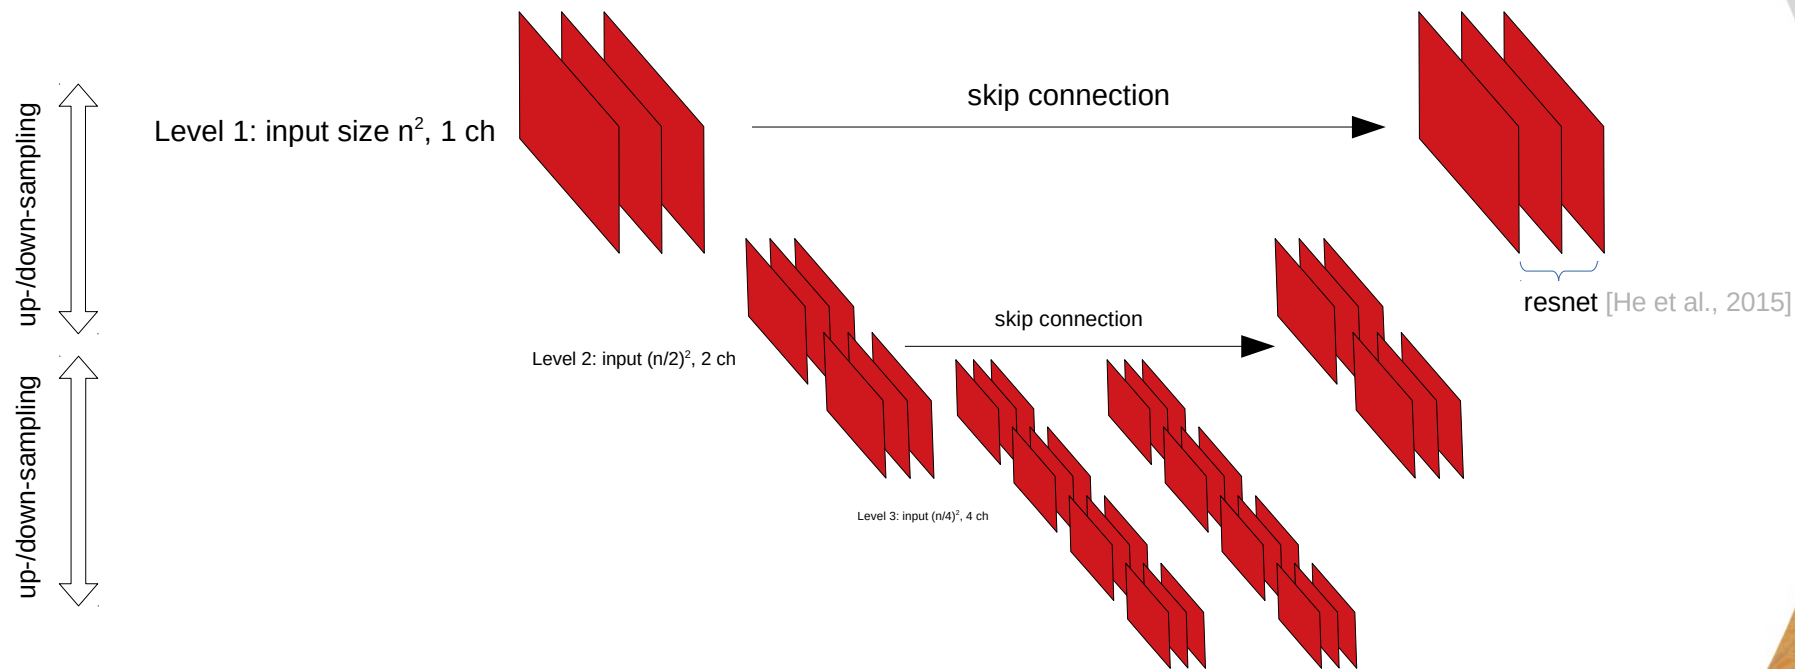 skip connection
up-/down-sampling
Level 1: input size n², 1 ch
resnet [He et al., 2015]
skip connection
Level 2: input (n/2)², 2 ch
up-/down-sampling
Level 3: input (n/4)², 4 ch